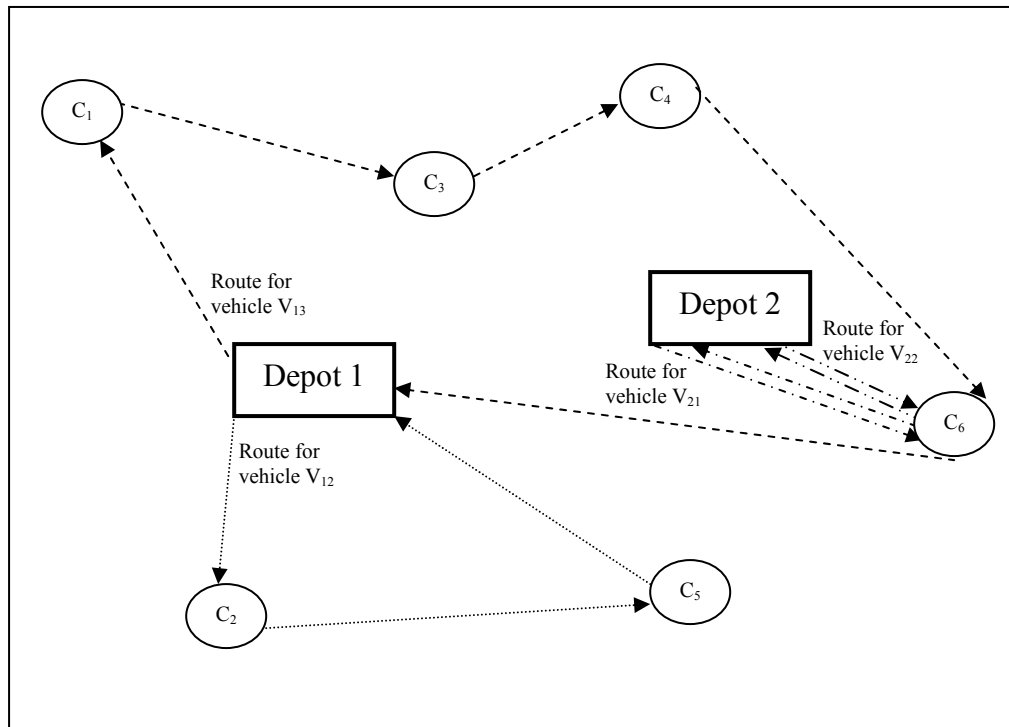 C₄
C₁
C₃
Route for
vehicle V₁₃
Depot 2
Route for
vehicle V₂₂
Depot 1
Route for
vehicle V₂₁
C₆
Route for
vehicle V₁₂
C₅
C₂